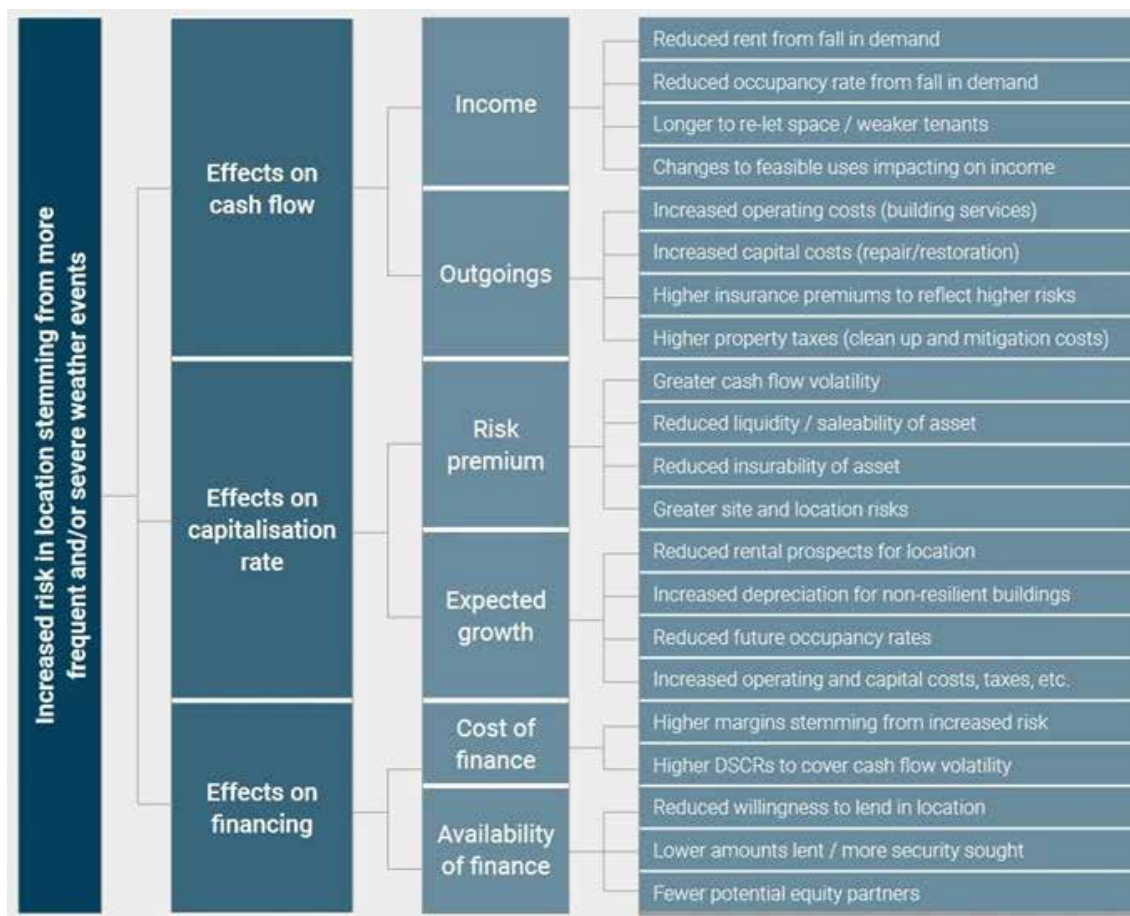 Increased risk in location stemming from more
frequent and/or severe weather events
Effects on
cash flow
Income
Reduced rent from fall in demand
Reduced occupancy rate from fall in demand
Longer to re-let space / weaker tenants
Changes to feasible uses impacting on income
Outgoings
Increased operating costs (building services)
Increased capital costs (repair/restoration)
Higher insurance premiums to reflect higher risks
Higher property taxes (clean up and mitigation costs)
Effects on
capitalisation
rate
Risk
premium
Greater cash flow volatility
Reduced liquidity / saleability of asset
Reduced insurability of asset
Greater site and location risks
Expected
growth
Reduced rental prospects for location
Increased depreciation for non-resilient buildings
Reduced future occupancy rates
Increased operating and capital costs, taxes, etc.
Effects on
financing
Cost of
finance
Higher margins stemming from increased risk
Higher DSCRs to cover cash flow volatility
Availability
of finance
Reduced willingness to lend in location
Lower amounts lent / more security sought
Fewer potential equity partners